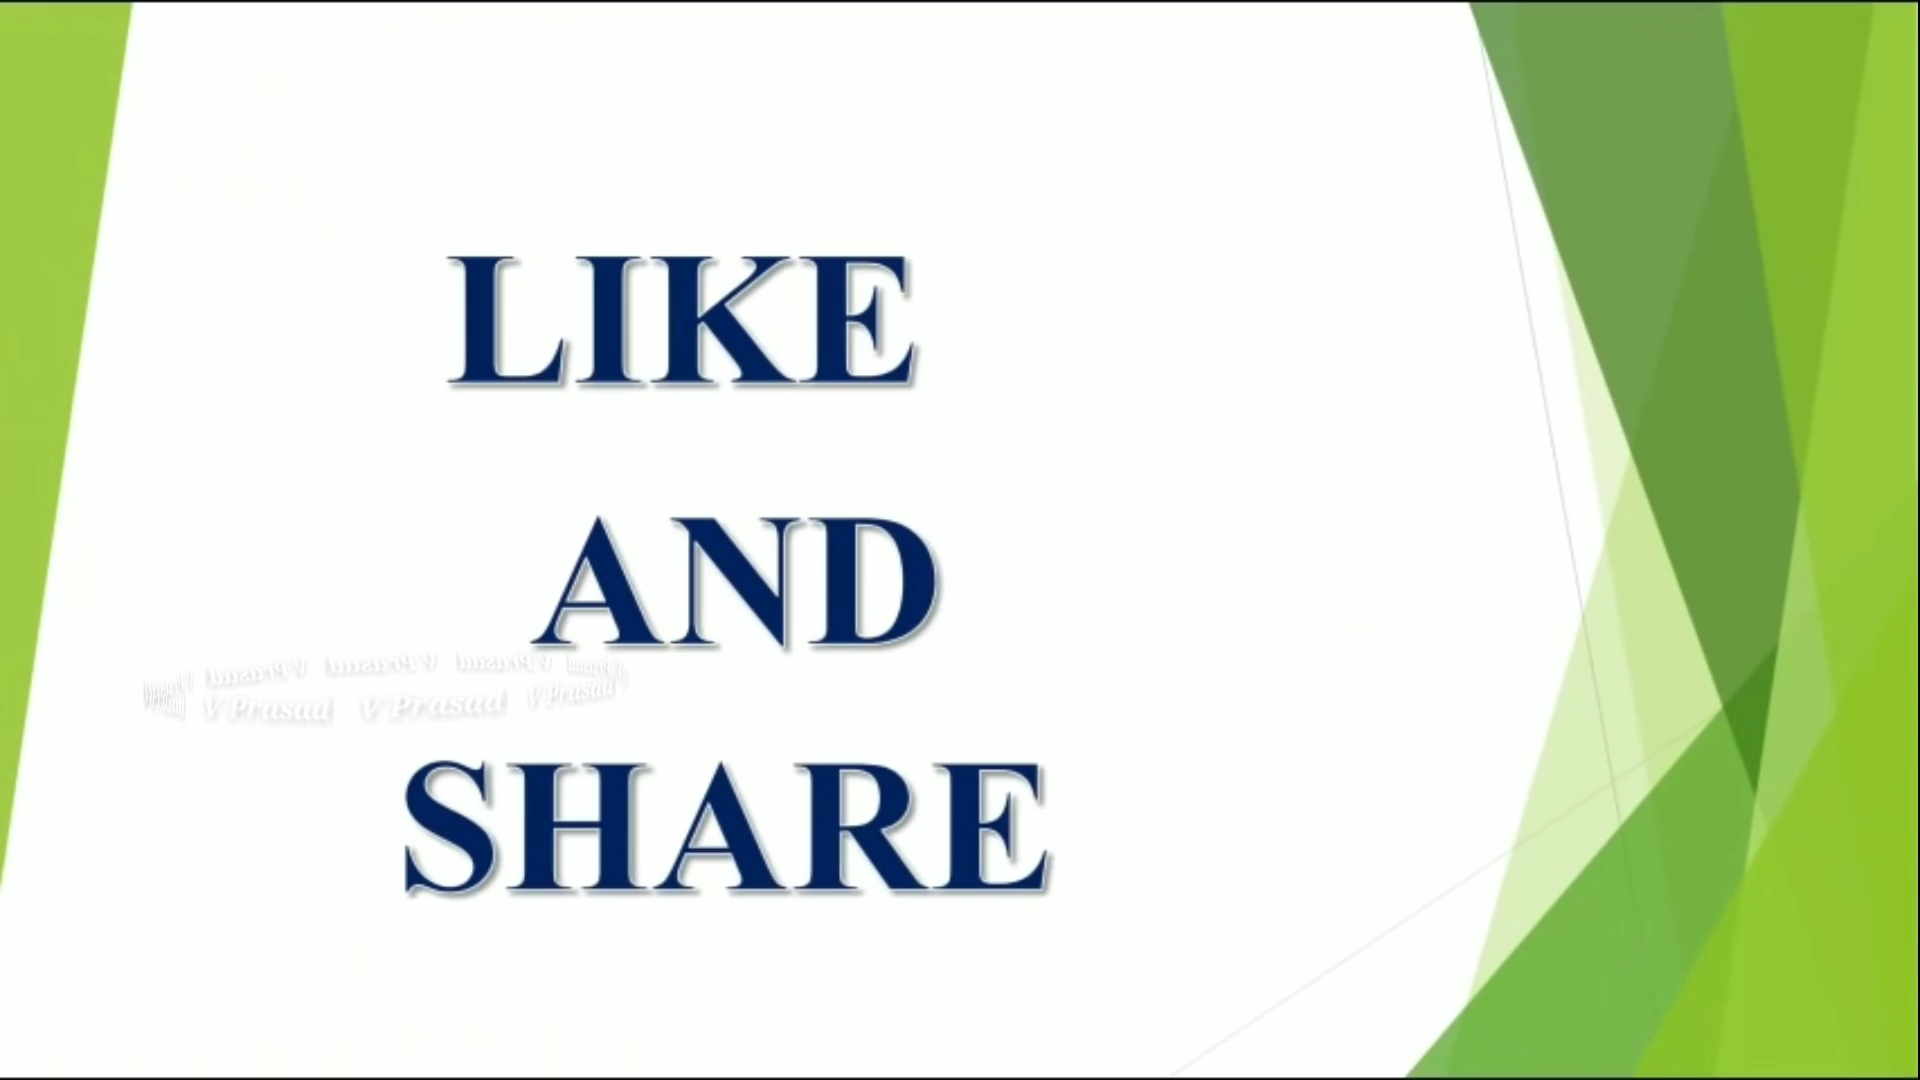 LIKE
AND
V Prasad V Prasad V Prasad
SHARE